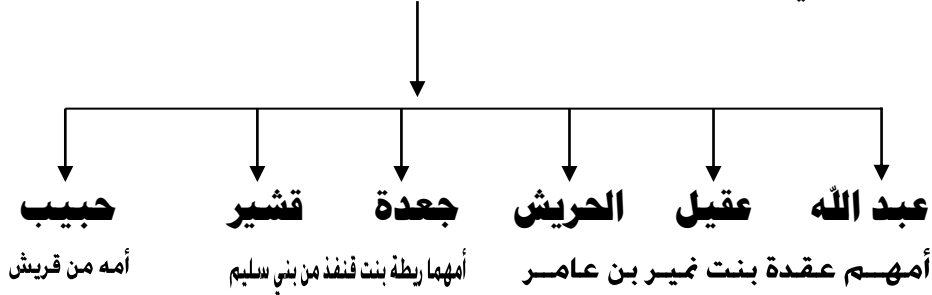 عبد الله عقيل الحريش جعدة قشير حبيب
أمهم عقدة بنت نمير بن عامر أمهما ريطة بنت قنفذ من بني سليم أمه من قريش